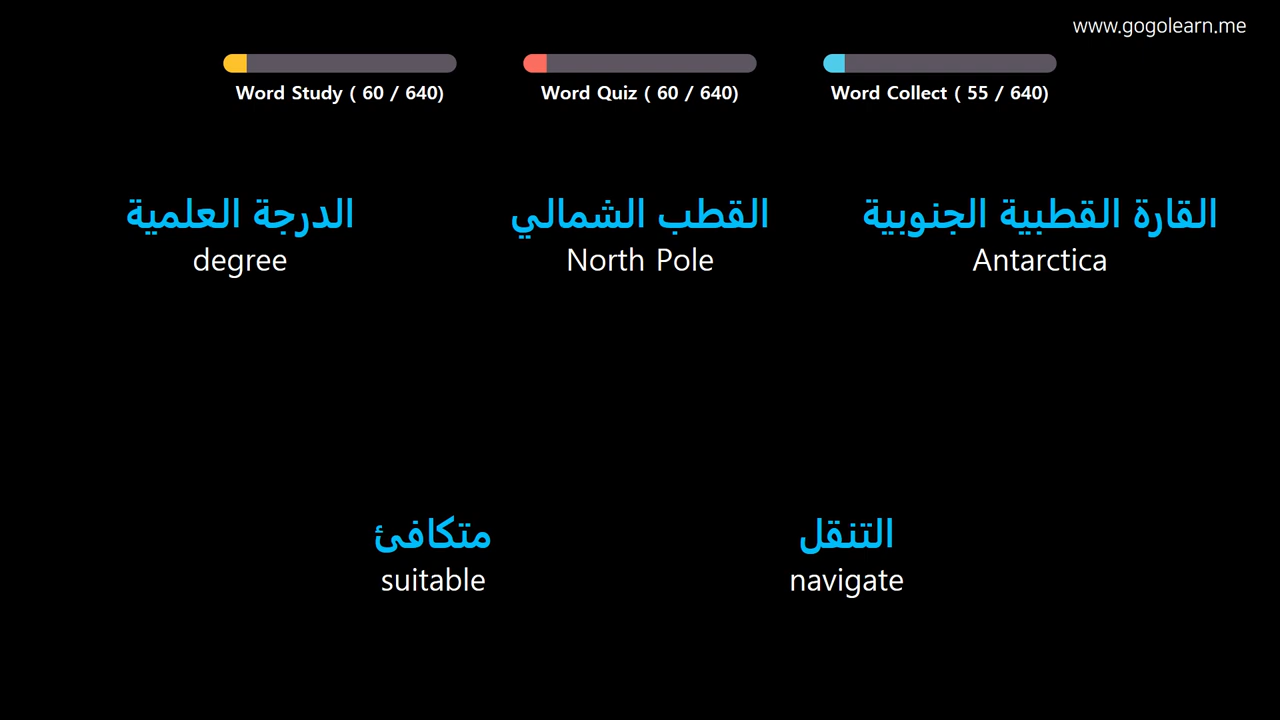 www.gogolearn.me
Word Study ( 60 / 640)
Word Quiz ( 60 / 640)
Word Collect ( 55 / 640)
الدرجة العلمية
degree
القطب الشمالي
North Pole
القارة القطبية الجنوبية
Antarctica
متكافئ
suitable
التنقل
navigate